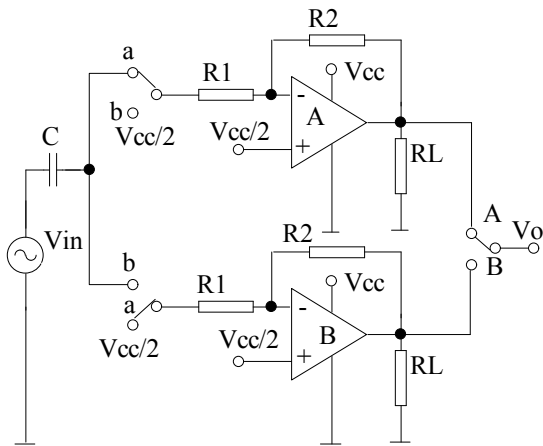 R2
a
R1
Vcc
b
- A
C
Vcc/2
Vcc/2
+
RL
Vin
A
Vo
R2
b
B
R1
Vcc
a
-
B
Vcc/2
Vcc/2
+
RL